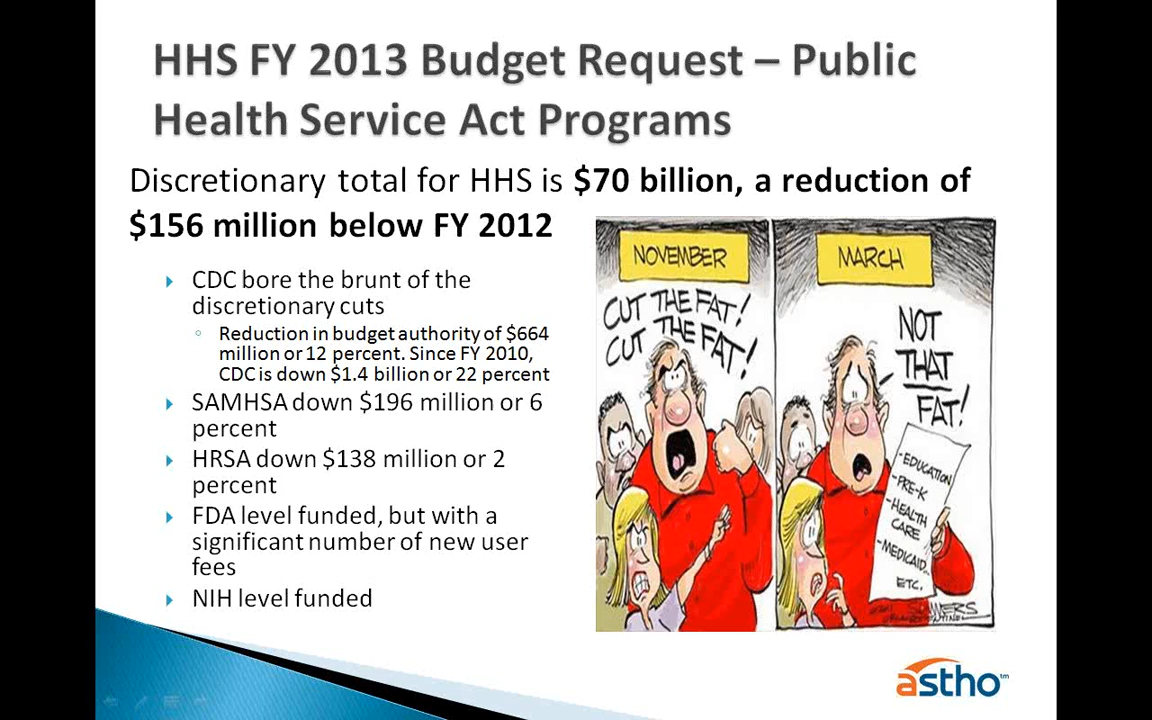 HHS FY 2013 Budget Request – Public
Health Service Act Programs
Discretionary total for HHS is $70 billion, a reduction of
$156 million below FY 2012
CDC bore the brunt of the
discretionary cuts
Reduction in budget authority of $664
million or 12 percent. Since FY 2010,
CDC is down $1.4 billion or 22 percent
SAMHSA down $196 million or 6
percent
HRSA down $138 million or 2
percent
FDA level funded, but with a
significant number of new user
fees
NIH level funded
NOVEMBER
CUT THE FAT!
CUT THE FAT!
MARCH
NOT
THAT
FAT!
-EDUCATION
-PRE-K
-HEALTH
CARE
-MEDICAID..
ETC.
astho™